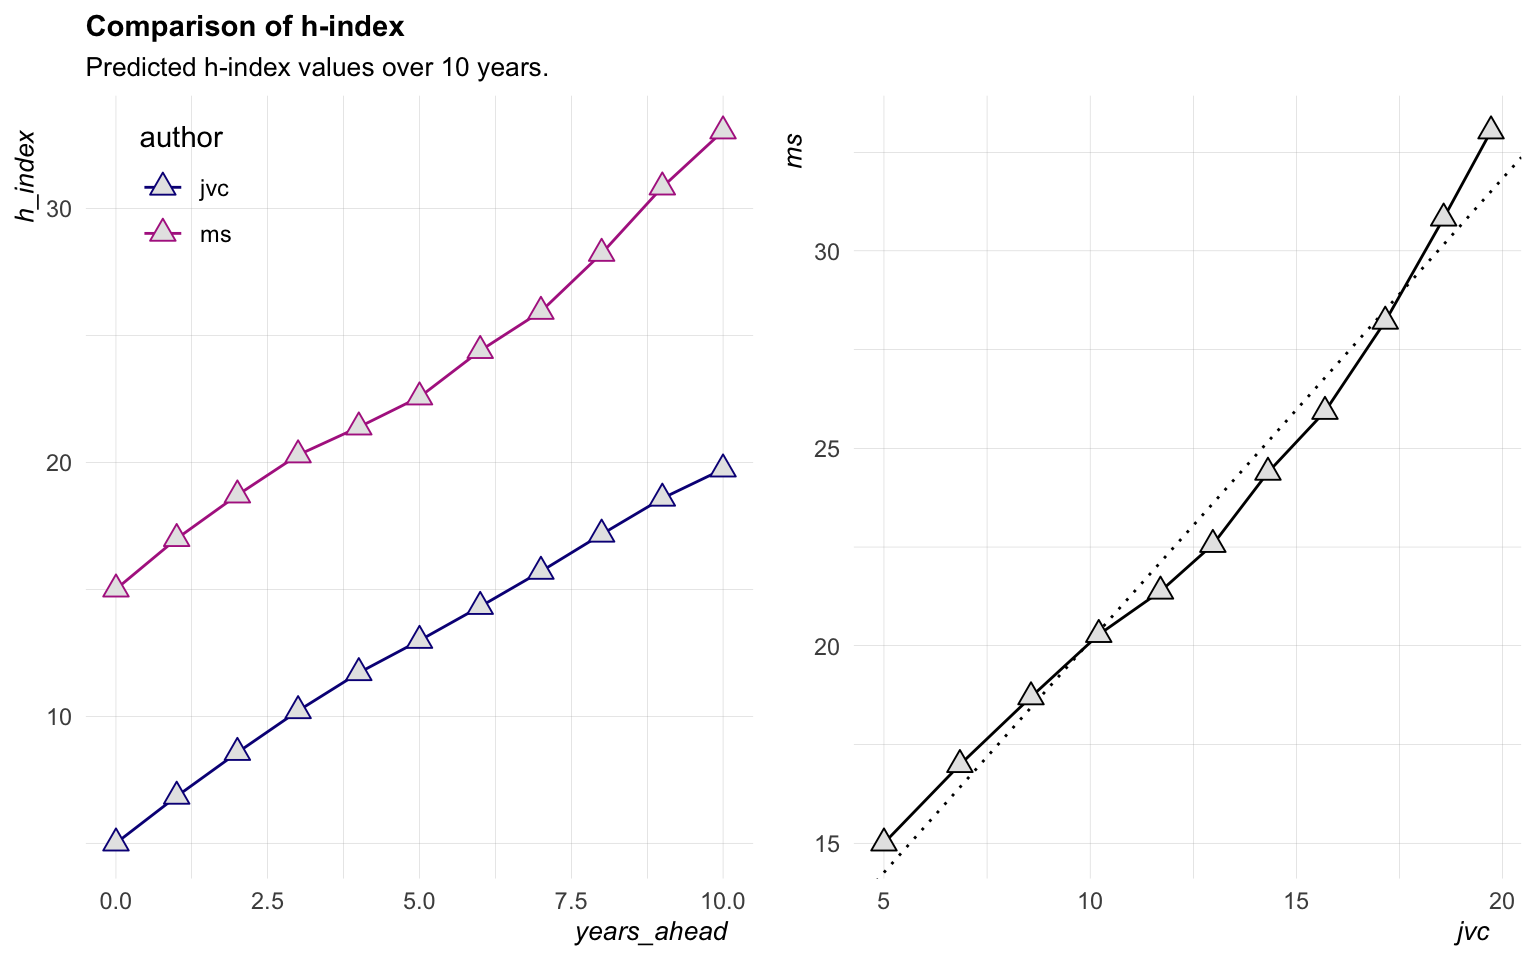 Comparison of h-index
Predicted h-index values over 10 years.
h_index
author
jvc
ms
30
20
10
0.0 2.5 5.0 7.5 10.0
years_ahead
ms
30
25
20
15
5 10 15 20
jvc